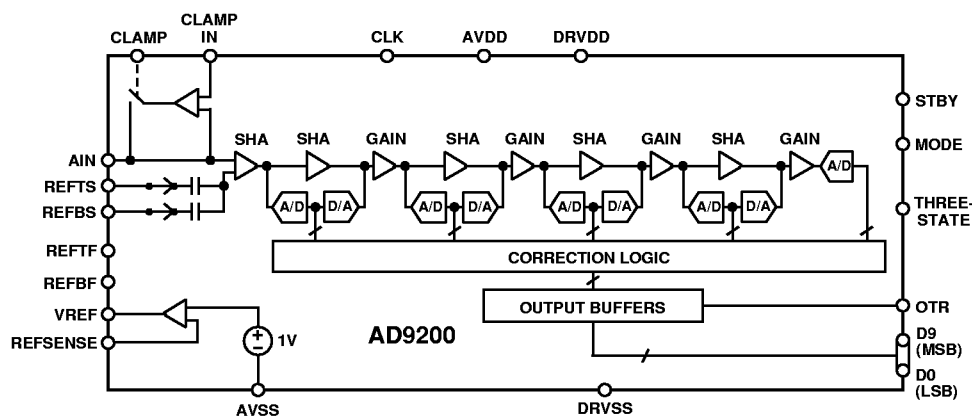 CLAMP
CLAMP
IN
CLK
AVDD
DRVDD
STBY
MODE
THREE-
STATE
SHA
SHA
GAIN
SHA
GAIN
SHA
GAIN
SHA
GAIN
AIN
REFTS
REFBS
REFTF
REFBF
VREF
REFSENSE
A/D
D/A
A/D
D/A
A/D
D/A
A/D
D/A
A/D
CORRECTION LOGIC
OUTPUT BUFFERS
OTR
1V
AD9200
D9
(MSB)
D0
(LSB)
AVSS
DRVSS